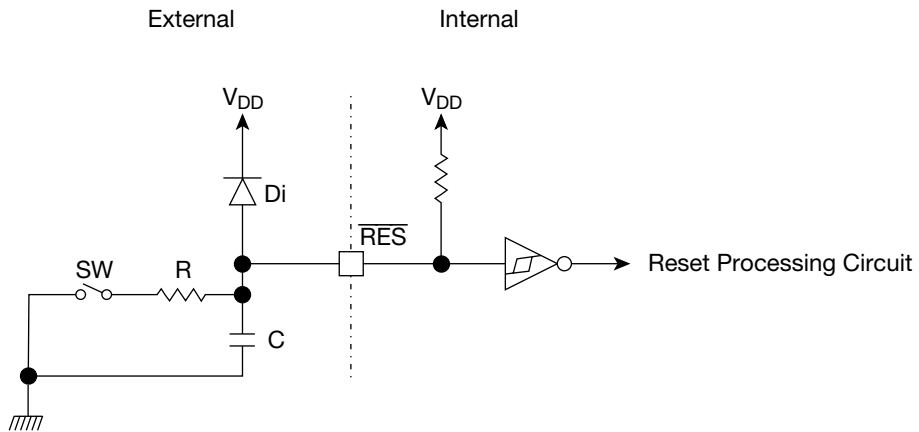 External
Internal
VDD
VDD
Di
RES
SW
R
Reset Processing Circuit
C